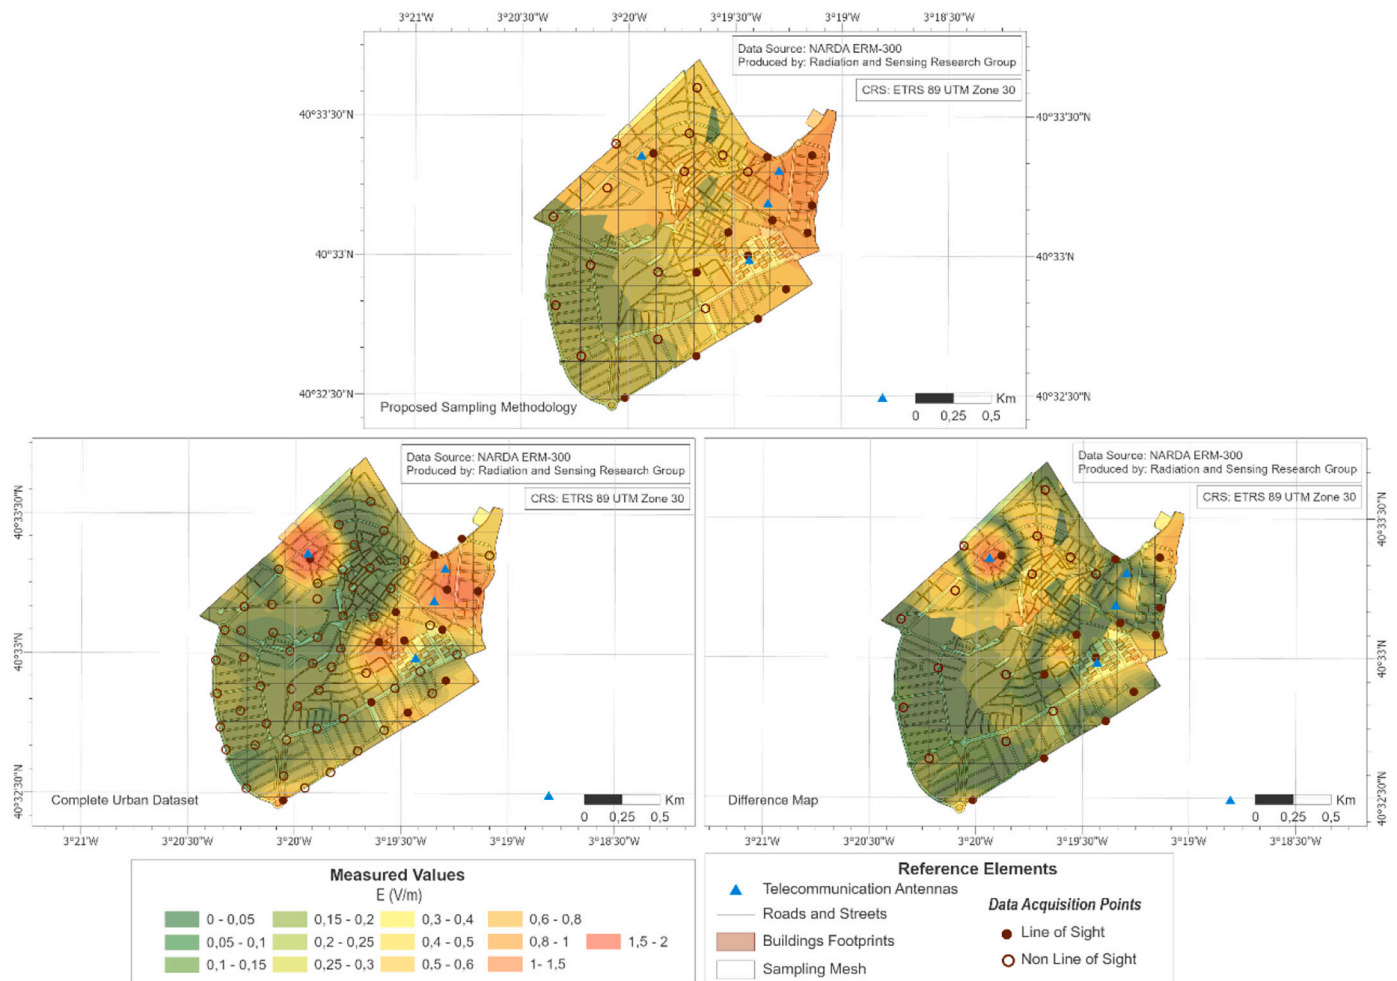 3°21'W 3°20'30"W 3°20'W 3°19'30"W 3°19'W 3°18'30"W
Data Source: NARDA ERM-300
Produced by: Radiation and Sensing Research Group
CRS: ETRS 89 UTM Zone 30
40°33'30"N 40°33'30"N
40°33'N 40°33'N
40°32'30"N 40°32'30"N
Proposed Sampling Methodology
Km
0 0,25 0,5
Data Source: NARDA ERM-300
Produced by: Radiation and Sensing Research Group
CRS: ETRS 89 UTM Zone 30
40°33'30"N
40°33'N
40°32'30"N
Complete Urban Dataset
Km
0 0,25 0,5
3°21'W 3°20'30"W 3°20'W 3°19'30"W 3°19'W
Data Source: NARDA ERM-300
Produced by: Radiation and Sensing Research Group
CRS: ETRS 89 UTM Zone 30
40°33'30"N
40°33'N
40°32'30"N
Difference Map
Km
0 0,25 0,5
3°21'W 3°20'30"W 3°20'W 3°19'30"W 3°19'W 3°18'30"W
Measured Values
E (V/m)
0 - 0,05
0,05 - 0,1
0,1 - 0,15
0,15 - 0,2
0,2 - 0,25
0,25 - 0,3
0,3 - 0,4
0,4 - 0,5
0,5 - 0,6
0,6 - 0,8
0,8 - 1
1- 1,5
1,5 - 2
Reference Elements
Telecommunication Antennas
Roads and Streets
Buildings Footprints
Sampling Mesh
Data Acquisition Points
Line of Sight
Non Line of Sight